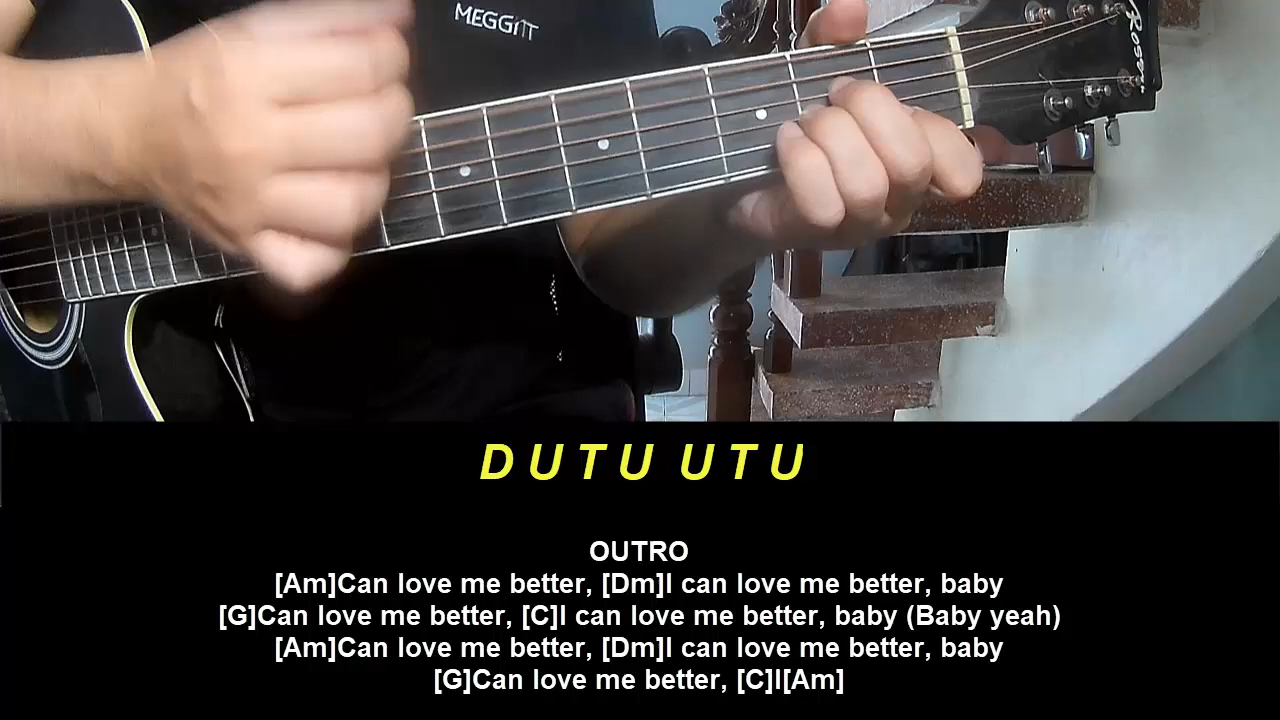 MEGGITT
Rosen
D U T U U T U
OUTRO
[Am]Can love me better, [Dm]I can love me better, baby
[G]Can love me better, [C]I can love me better, baby (Baby yeah)
[Am]Can love me better, [Dm]I can love me better, baby
[G]Can love me better, [C]I[Am]